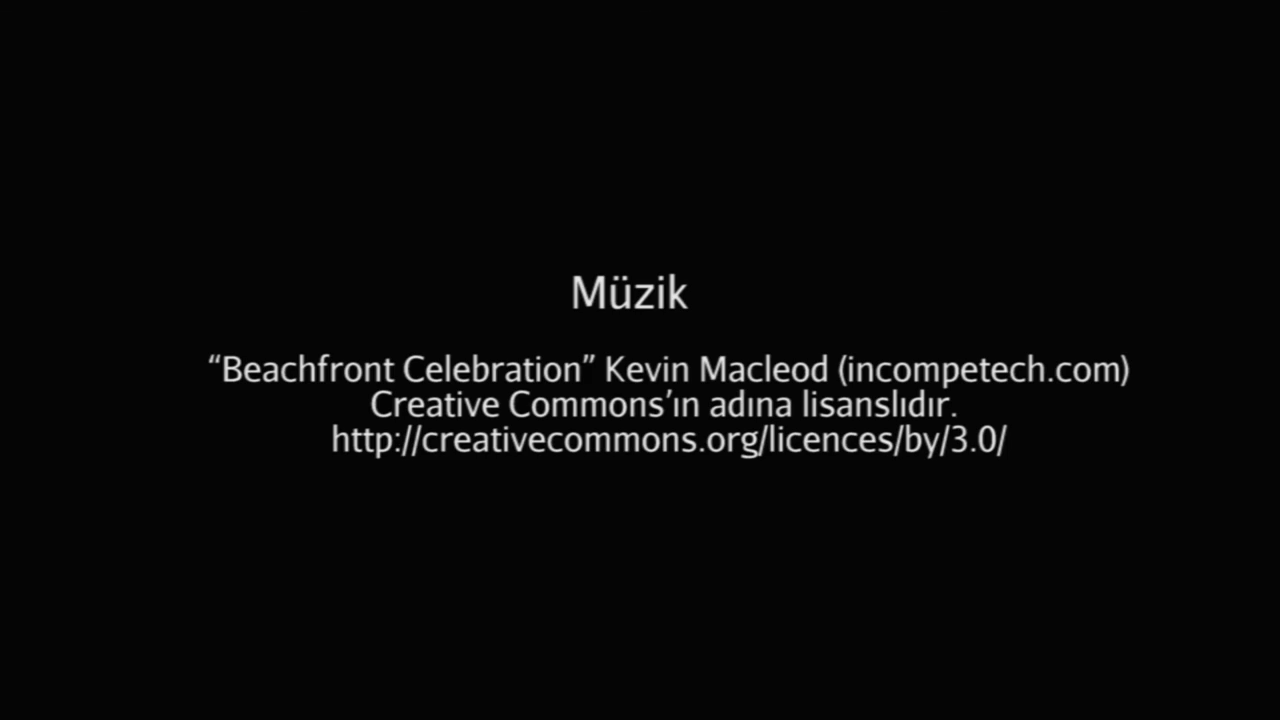 Müzik
“Beachfront Celebration” Kevin Macleod (incompetech.com)
Creative Commons’ın adına lisanslıdır.
http://creativecommons.org/licences/by/3.0/